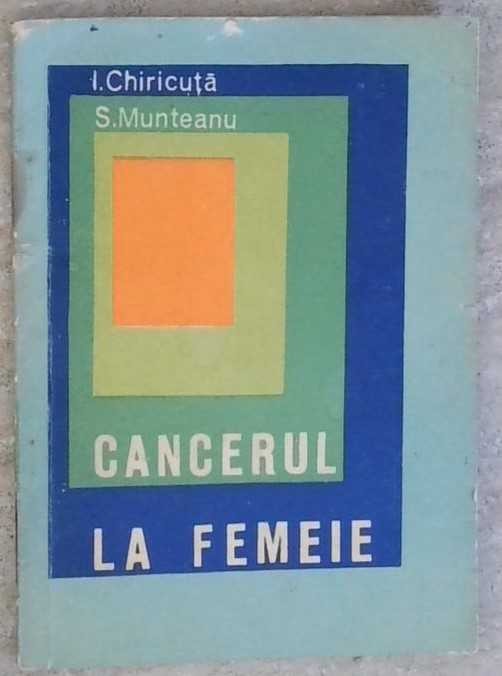 I.Chiricuță
S.Munteanu
CANCERUL
LA FEMEIE